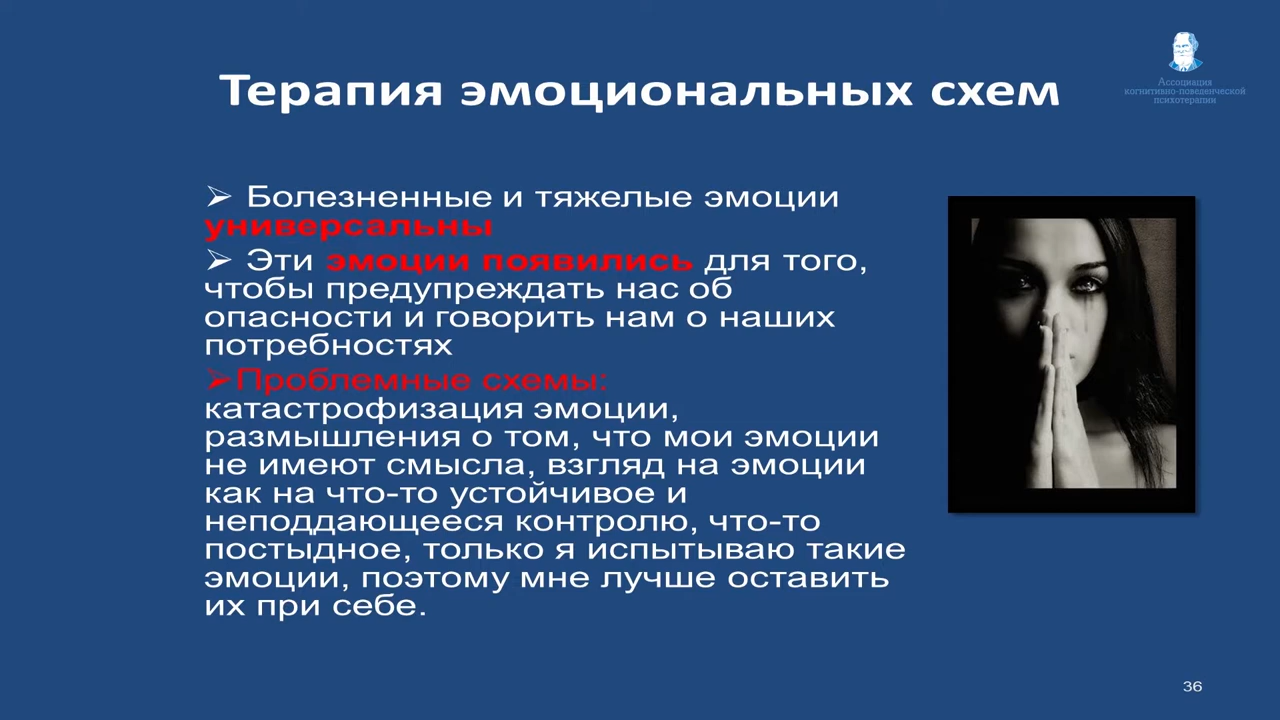 Терапия эмоциональных схем
Ассоциация
когнитивно-поведенческой
психотерапии
➢ Болезненные и тяжелые эмоции
универсальны
➢ Эти эмоции появились для того,
чтобы предупреждать нас об
опасности и говорить нам о наших
потребностях
➢Проблемные схемы:
катастрофизация эмоции,
размышления о том, что мои эмоции
не имеют смысла, взгляд на эмоции
как на что-то устойчивое и
неподдающееся контролю, что-то
постыдное, только я испытываю такие
эмоции, поэтому мне лучше оставить
их при себе.
36